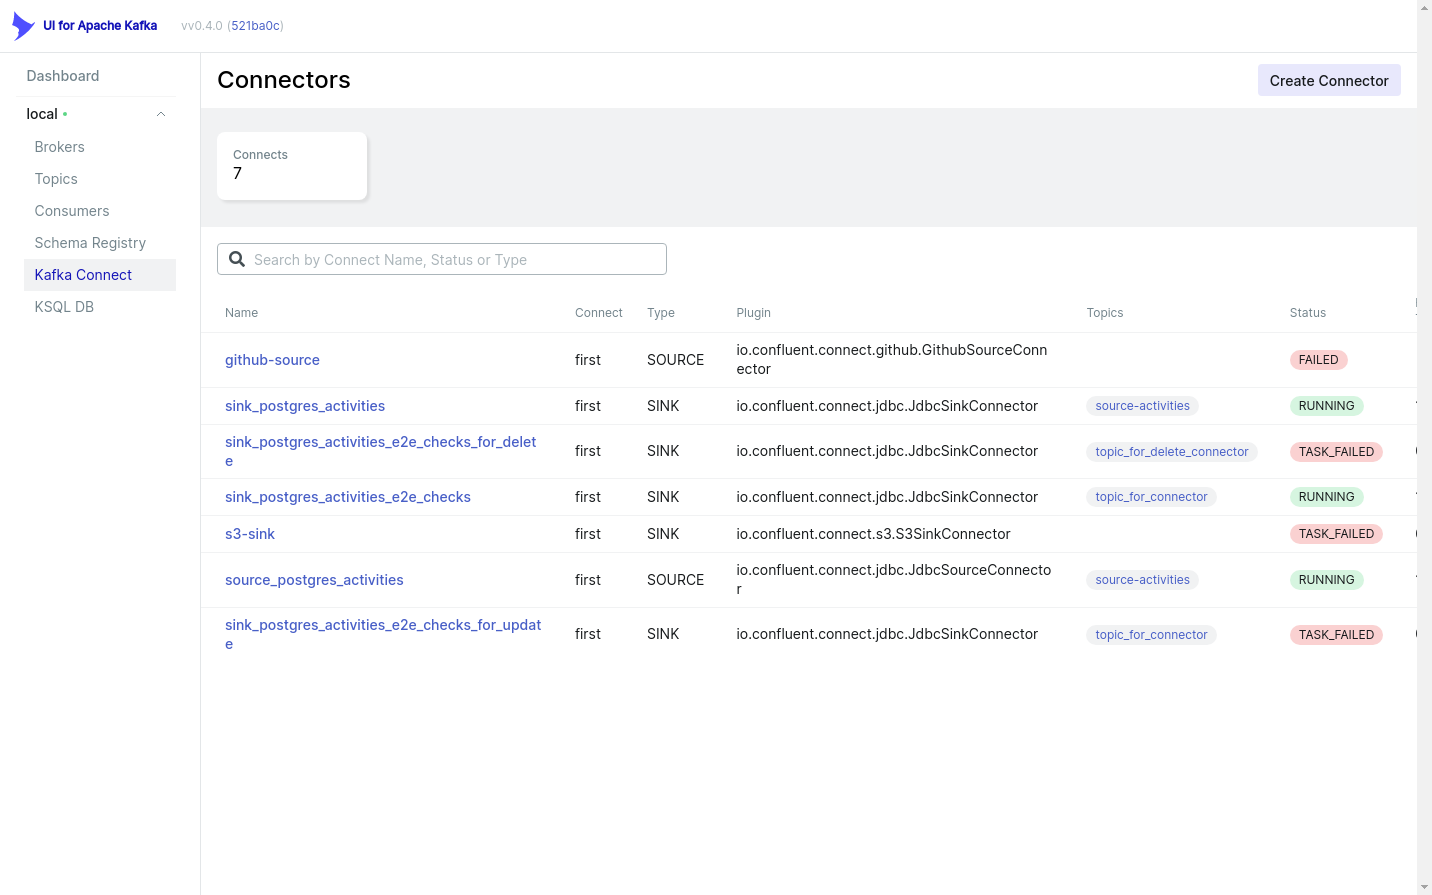 UI for Apache Kafka
vv0.4.0 (521ba0c)
Dashboard
local
Brokers
Topics
Consumers
Schema Registry
Kafka Connect
KSQL DB
Connectors
Create Connector
Connects
7
Search by Connect Name, Status or Type
Name Connect Type Plugin Topics Status
github-source first SOURCE io.confluent.connect.github.GithubSourceConn
ector FAILED
sink_postgres_activities first SINK io.confluent.connect.jdbc.JdbcSinkConnector source-activities RUNNING
sink_postgres_activities_e2e_checks_for_delet
e first SINK io.confluent.connect.jdbc.JdbcSinkConnector topic_for_delete_connector TASK_FAILED
sink_postgres_activities_e2e_checks first SINK io.confluent.connect.jdbc.JdbcSinkConnector topic_for_connector RUNNING
s3-sink first SINK io.confluent.connect.s3.S3SinkConnector TASK_FAILED
source_postgres_activities first SOURCE io.confluent.connect.jdbc.JdbcSourceConnecto
r source-activities RUNNING
sink_postgres_activities_e2e_checks_for_updat
e first SINK io.confluent.connect.jdbc.JdbcSinkConnector topic_for_connector TASK_FAILED